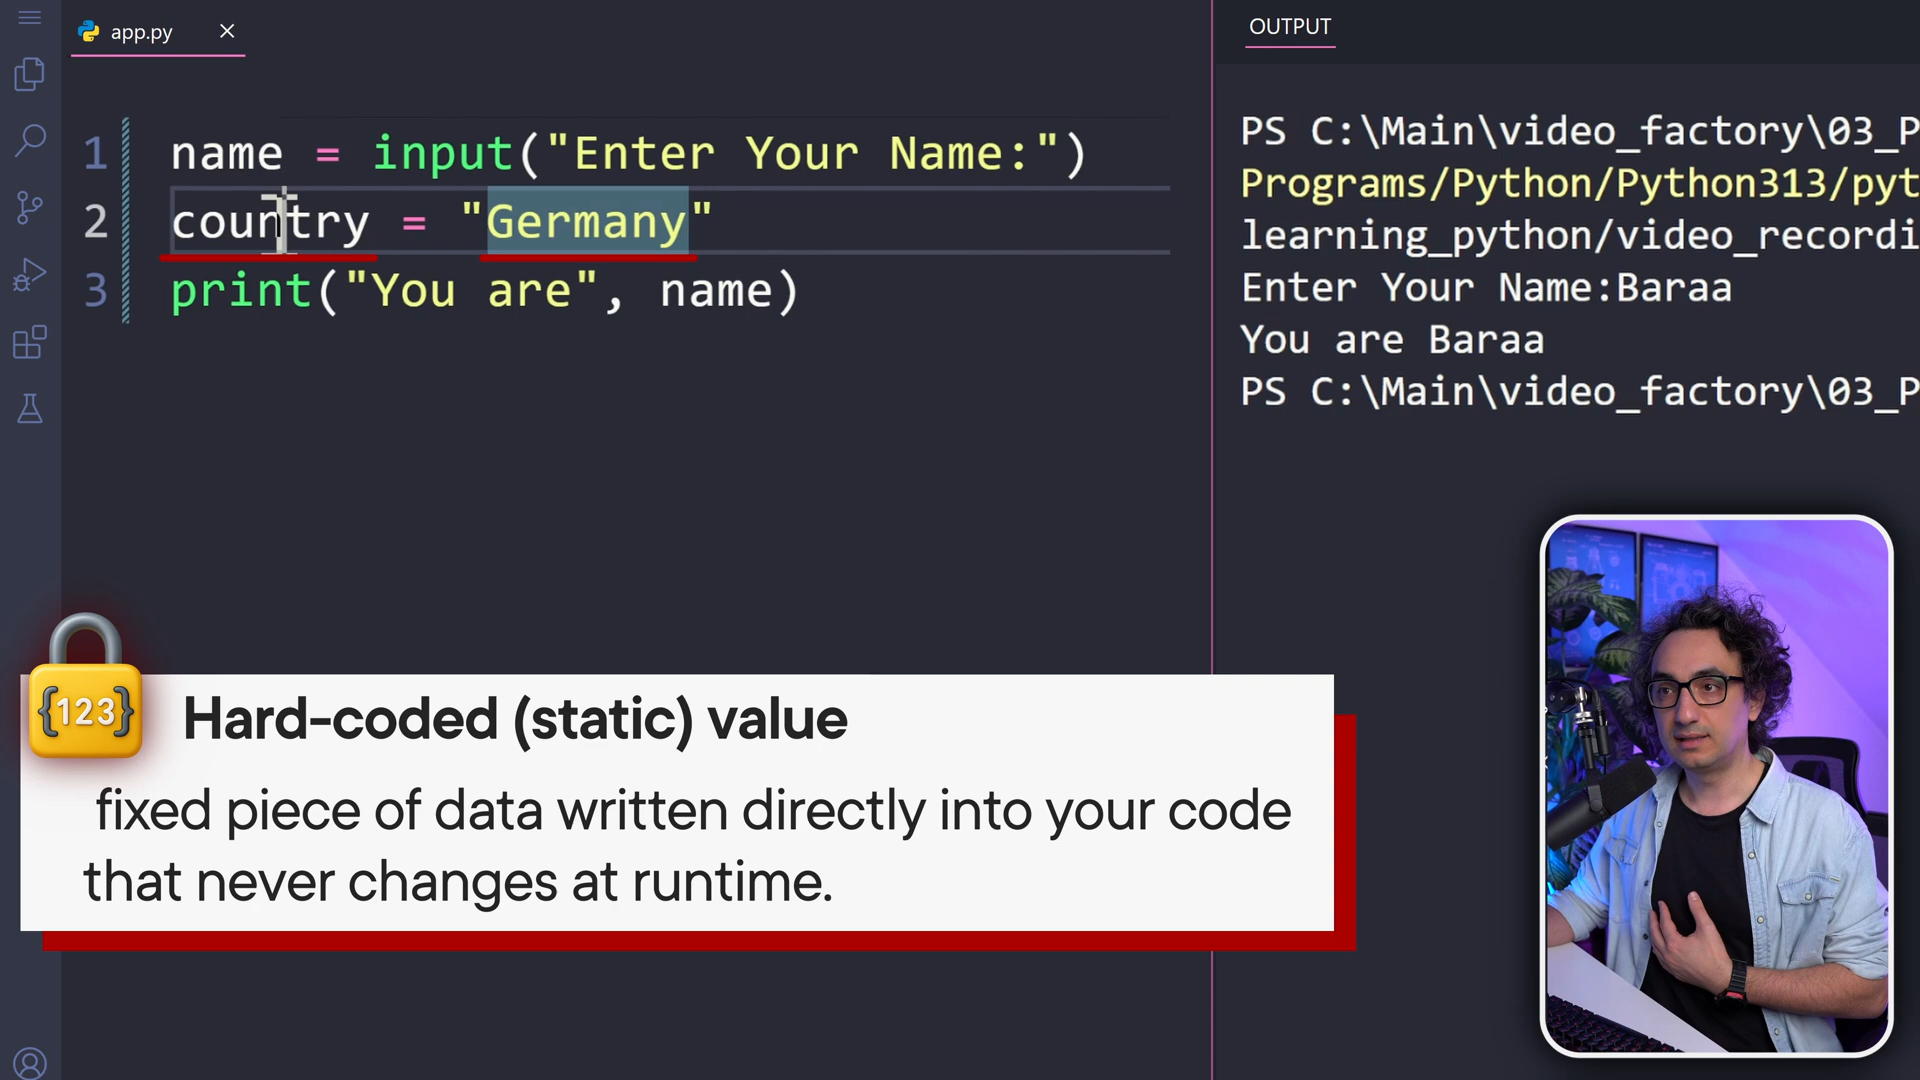 app.py
1 name = input("Enter Your Name:")
2 country = "Germany"
3 print("You are", name)
OUTPUT
PS C:\Main\video_factory\03_P
Programs/Python/Python313/pyt
learning_python/video_recordi
Enter Your Name:Baraa
You are Baraa
PS C:\Main\video_factory\03_P
{123}
Hard-coded (static) value
fixed piece of data written directly into your code
that never changes at runtime.